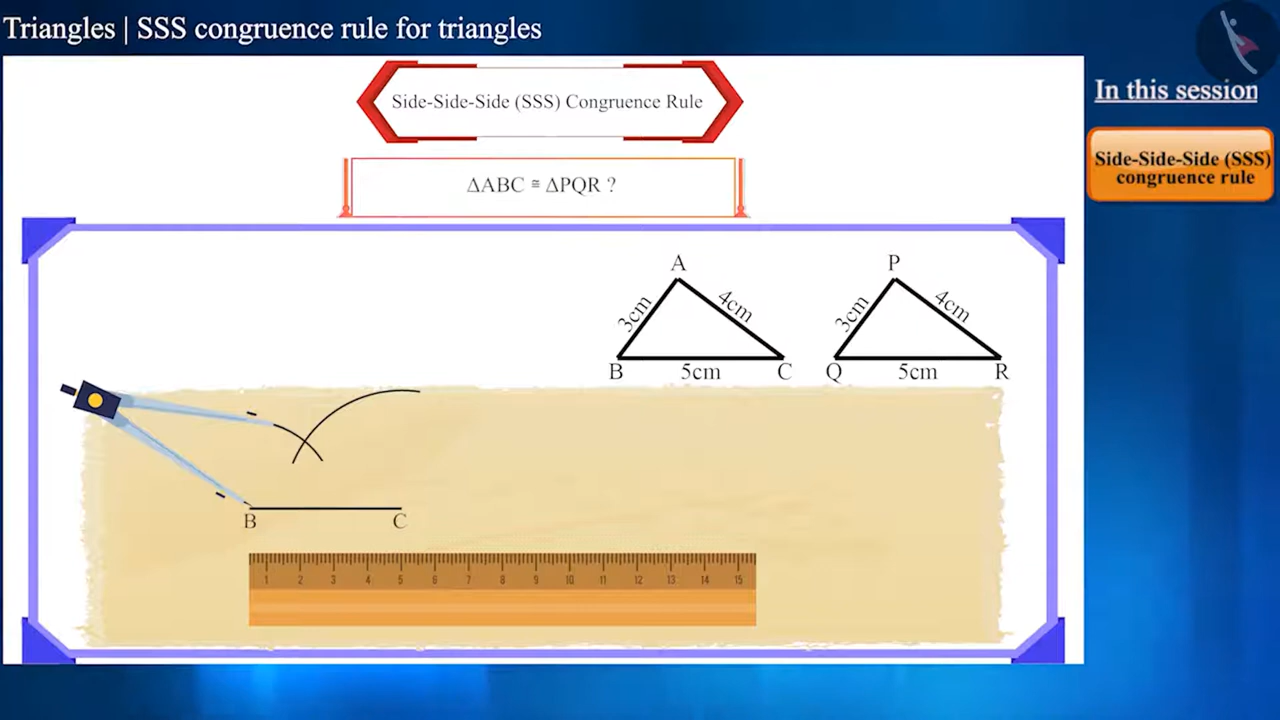 Triangles | SSS congruence rule for triangles
In this session
Side-Side-Side (SSS)
congruence rule
Side-Side-Side (SSS) Congruence Rule
ΔABC ≅ ΔPQR ?
A
3cm
4cm
B
5cm
C
P
3cm
4cm
Q
5cm
R
B
C
1 2 3 4 5 6 7 8 9 10 11 12 13 14 15